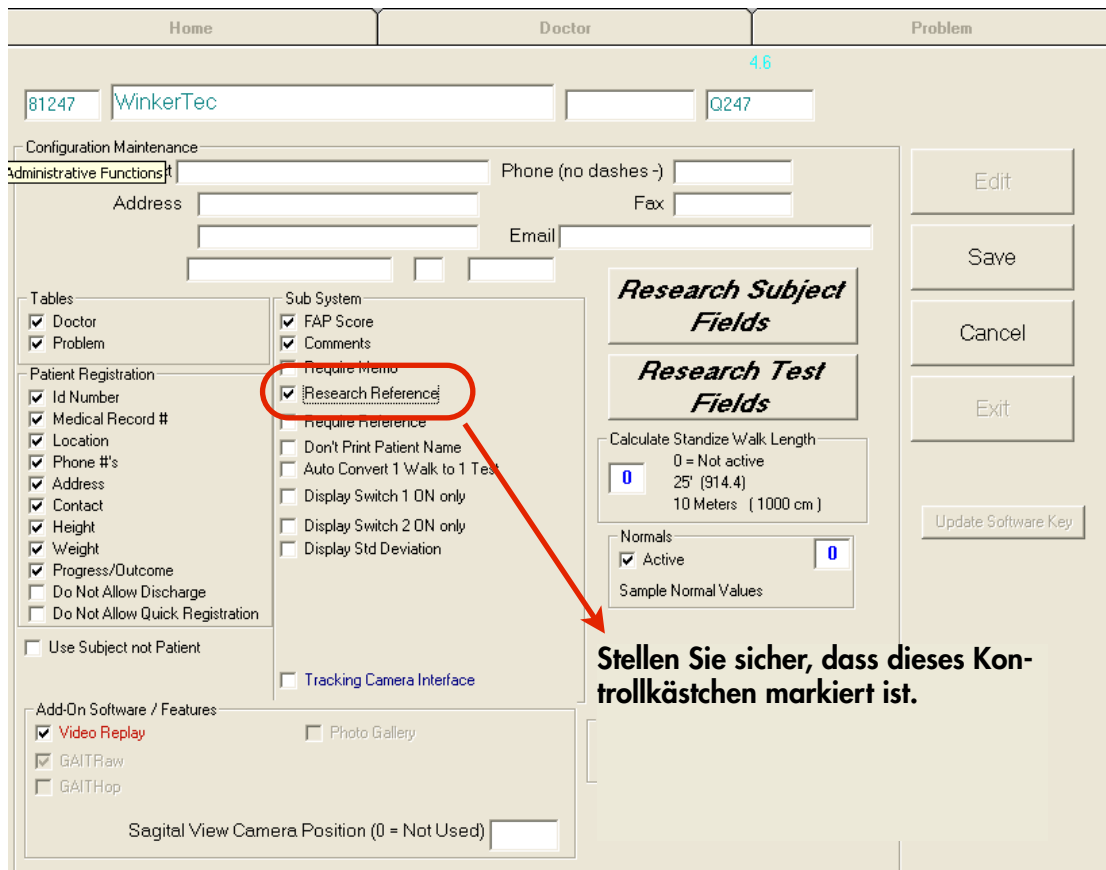 Home Doctor Problem
4.6
81247 WinkerTec Q247
Configuration Maintenance
Administrative Functions
Phone (no dashes -)
Address
Fax
Email
Edit
Save
Cancel
Exit
Update Software Key
Tables
Doctor
Problem
Patient Registration
Id Number
Medical Record #
Location
Phone #'s
Address
Contact
Height
Weight
Progress/Outcome
Do Not Allow Discharge
Do Not Allow Quick Registration
Use Subject not Patient
Sub System
FAP Score
Comments
Require Memo
Research Reference
Require Reference
Don't Print Patient Name
Auto Convert 1 Walk to 1 Test
Display Switch 1 ON only
Display Switch 2 ON only
Display Std Deviation
Tracking Camera Interface
Research Subject
Fields
Research Test
Fields
Calculate Standize Walk Length
0 0 = Not active
25' (914.4)
10 Meters ( 1000 cm )
Normals
Active 0
Sample Normal Values
Stellen Sie sicher, dass dieses Kon-
trollkästchen markiert ist.
Add-On Software / Features
Video Replay
Photo Gallery
GAITRaw
GAITHop
Sagital View Camera Position (0 = Not Used)